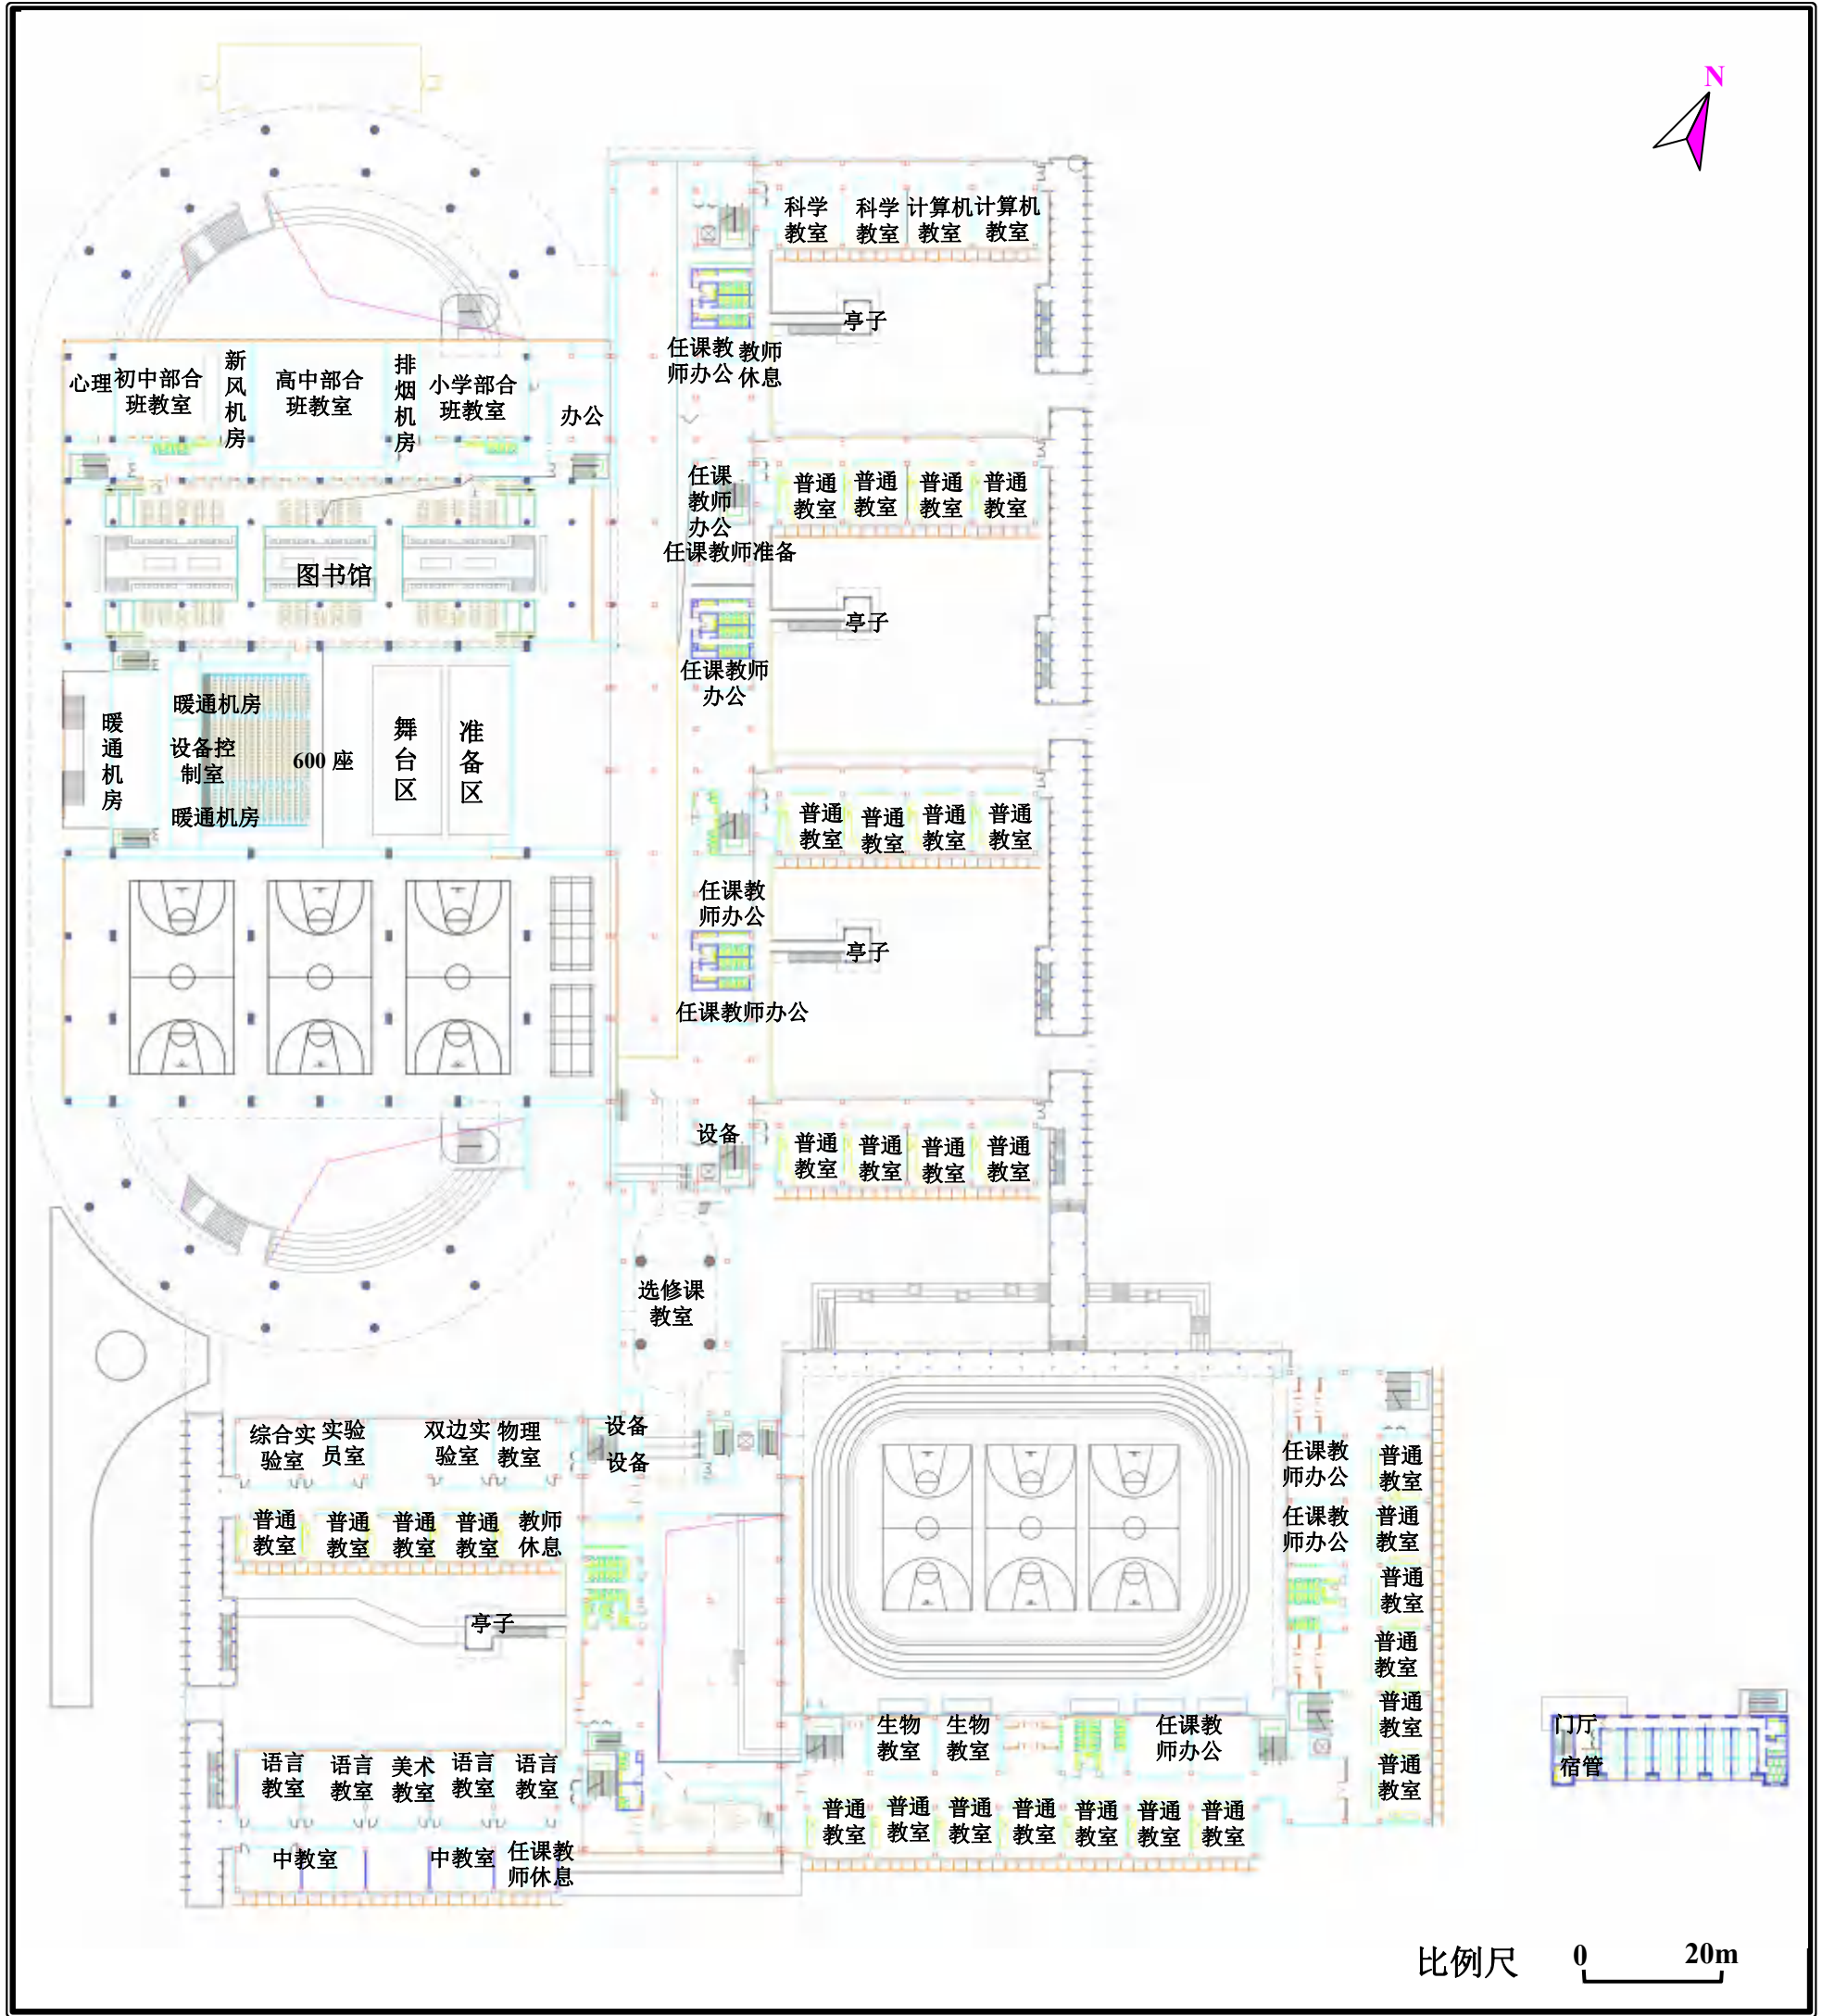 N
科学
教室
科学
教室
计算机
教室
计算机
教室
亭子
任课教
师办公
教师
休息
心理
初中部合
班教室
新
风
机
房
高中部合
班教室
排
烟
机
房
小学部合
班教室
办公
任课
教师
办公
任课教师准备
普通
教室
普通
教室
普通
教室
普通
教室
图书馆
亭子
任课教师
办公
暖
通
机
房
暖通机房
设备控
制室
暖通机房
600 座
舞
台
区
准
备
区
普通
教室
普通
教室
普通
教室
普通
教室
任课教
师办公
亭子
任课教师办公
设备
普通
教室
普通
教室
普通
教室
普通
教室
选修课
教室
综合实
验室
实验
员室
双边实
验室
物理
教室
设备
设备
普通
教室
普通
教室
普通
教室
普通
教室
教师
休息
亭子
任课教
师办公
任课教
师办公
普通
教室
普通
教室
普通
教室
普通
教室
普通
教室
普通
教室
生物
教室
生物
教室
任课教
师办公
门厅
宿管
语言
教室
语言
教室
美术
教室
语言
教室
语言
教室
普通
教室
普通
教室
普通
教室
普通
教室
普通
教室
普通
教室
普通
教室
中教室
中教室
任课教
师休息
比例尺
0
20m